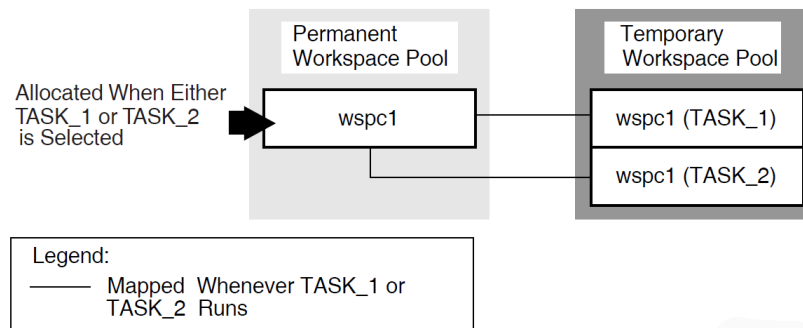 Permanent
Workspace Pool
Temporary
Workspace Pool
Allocated When Either
TASK_1 or TASK_2
is Selected
wspc1
wspc1 (TASK_1)
wspc1 (TASK_2)
Legend:
Mapped Whenever TASK_1 or
TASK_2 Runs